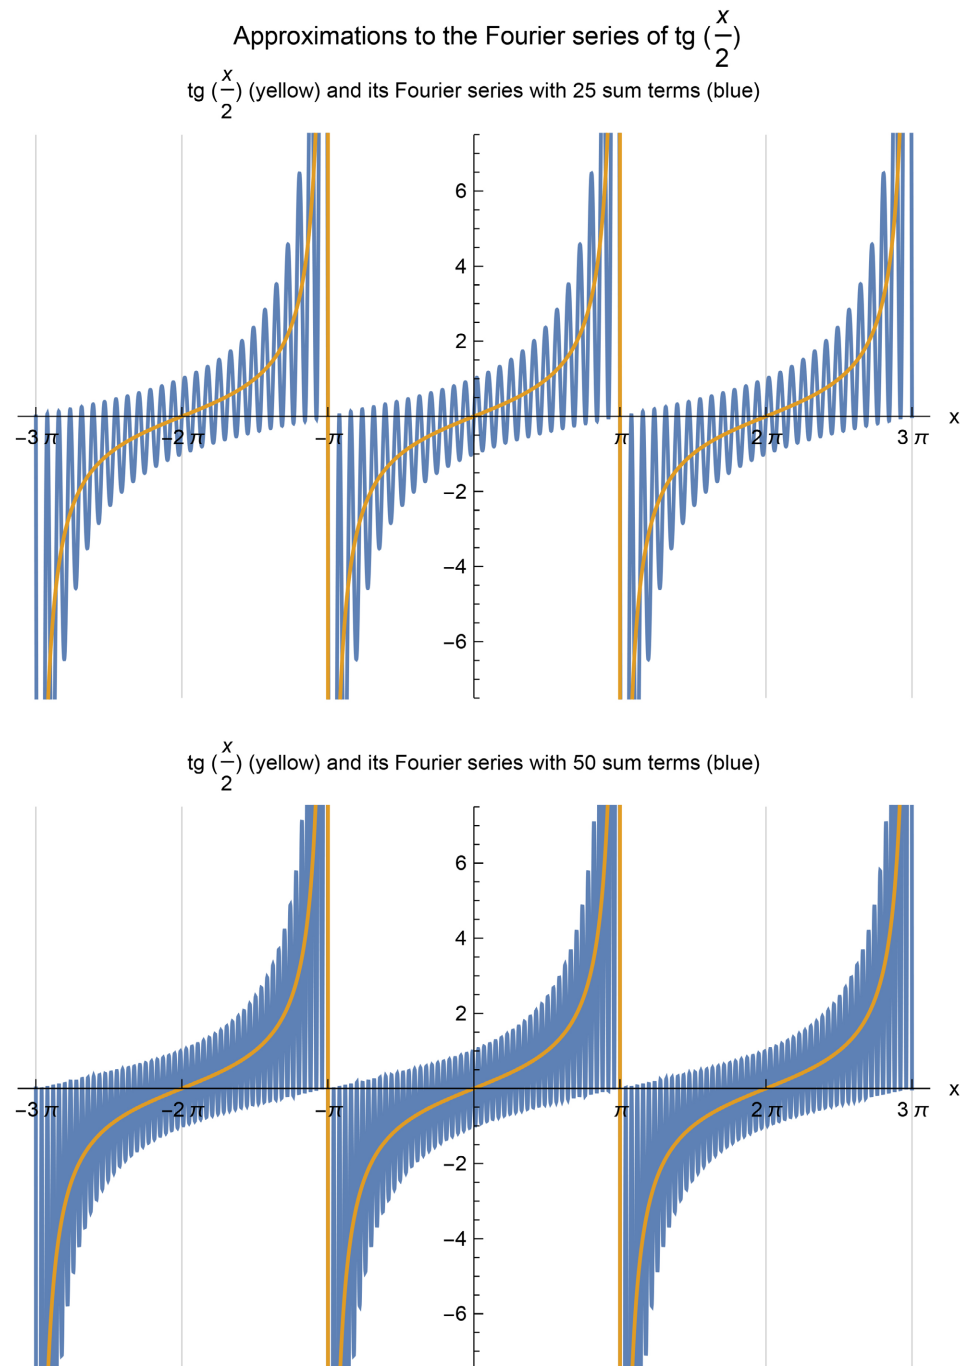 Approximations to the Fourier series of tg (x/2)
tg (x/2) (yellow) and its Fourier series with 25 sum terms (blue)
6
4
2
−3 π −2 π −π π 2 π 3 π x
−2
−4
−6
tg (x/2) (yellow) and its Fourier series with 50 sum terms (blue)
6
4
2
−3 π −2 π −π π 2 π 3 π x
−2
−4
−6